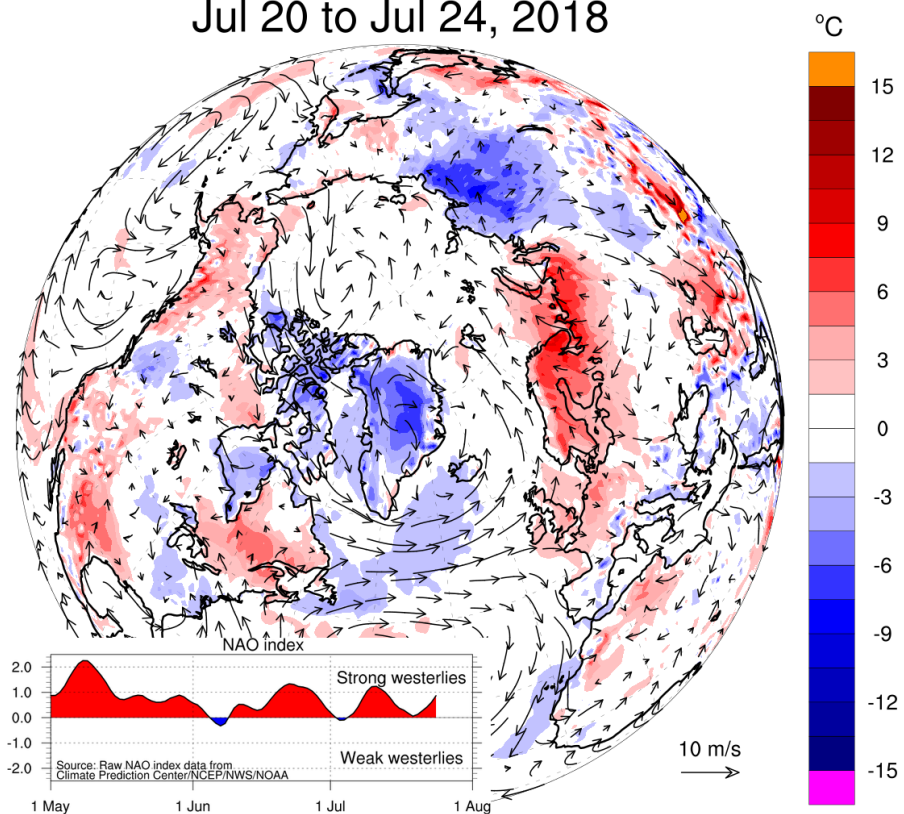 Jul 20 to Jul 24, 2018
°C
15
12
9
6
3
0
-3
-6
-9
-12
-15
10 m/s
NAO index
2.0
1.0
0.0
-1.0
-2.0
Strong westerlies
Weak westerlies
Source: Raw NAO index data from
Climate Prediction Center/NCEP/NWS/NOAA
1 May
1 Jun
1 Jul
1 Aug